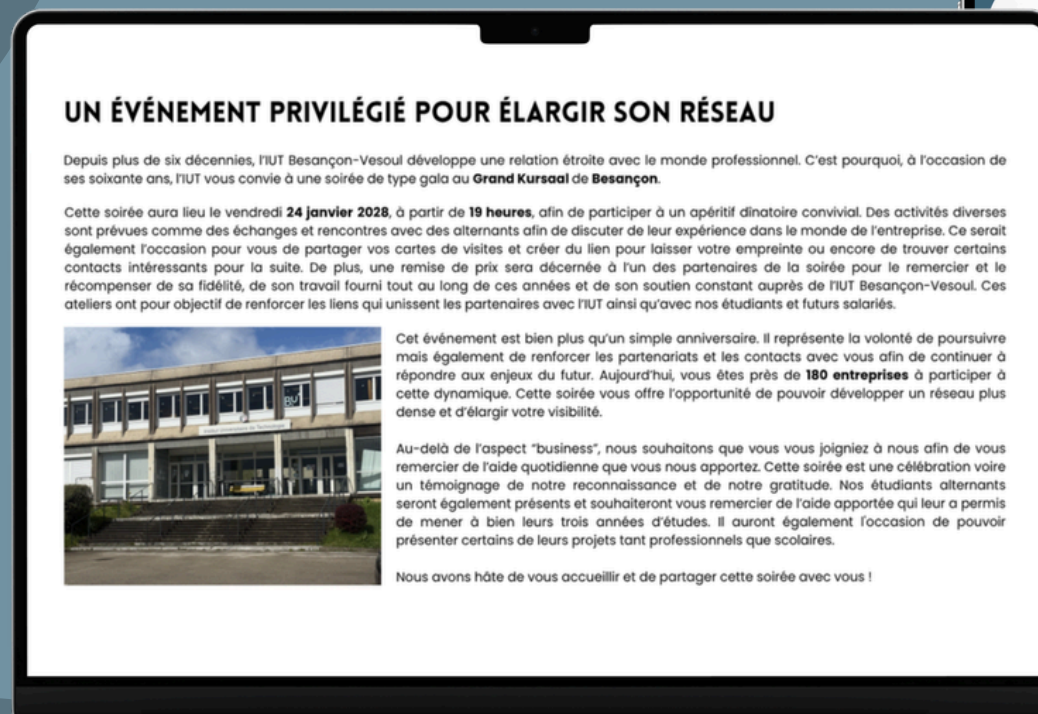 UN ÉVÉNEMENT PRIVILÉGIÉ POUR ÉLARGIR SON RÉSEAU
Depuis plus de six décennies, l'IUT Besançon-Vesoul développe une relation étroite avec le monde professionnel. C'est pourquoi, à l'occasion de
ses soixante ans, l'IUT vous convie à une soirée de type gala au Grand Kursaal de Besançon.
Cette soirée aura lieu le vendredi 24 janvier 2028, à partir de 19 heures, afin de participer à un apéritif dînatoire convivial. Des activités diverses
sont prévues comme des échanges et rencontres avec des alternants afin de discuter de leur expérience dans le monde de l'entreprise. Ce serait
également l'occasion pour vous de partager vos cartes de visites et créer du lien pour laisser votre empreinte ou encore de trouver certains
contacts intéressants pour la suite. De plus, une remise de prix sera décernée à l'un des partenaires de la soirée pour le remercier et le
récompenser de sa fidélité, de son travail fourni tout au long de ces années et de son soutien constant auprès de l'IUT Besançon-Vesoul. Ces
ateliers ont pour objectif de renforcer les liens qui unissent les partenaires avec l'IUT ainsi qu'avec nos étudiants et futurs salariés.
Institut Universitaire de Technologie
Cet événement est bien plus qu'un simple anniversaire. Il représente la volonté de poursuivre
mais également de renforcer les partenariats et les contacts avec vous afin de continuer à
répondre aux enjeux du futur. Aujourd'hui, vous êtes près de 180 entreprises à participer à
cette dynamique. Cette soirée vous offre l'opportunité de pouvoir développer un réseau plus
dense et d'élargir votre visibilité.
Au-delà de l'aspect "business", nous souhaitons que vous vous joigniez à nous afin de vous
remercier de l'aide quotidienne que vous nous apportez. Cette soirée est une célébration voire
un témoignage de notre reconnaissance et de notre gratitude. Nos étudiants alternants
seront également présents et souhaiteront vous remercier de l'aide apportée qui leur a permis
de mener à bien leurs trois années d'études. Il auront également l'occasion de pouvoir
présenter certains de leurs projets tant professionnels que scolaires.
Nous avons hâte de vous accueillir et de partager cette soirée avec vous !